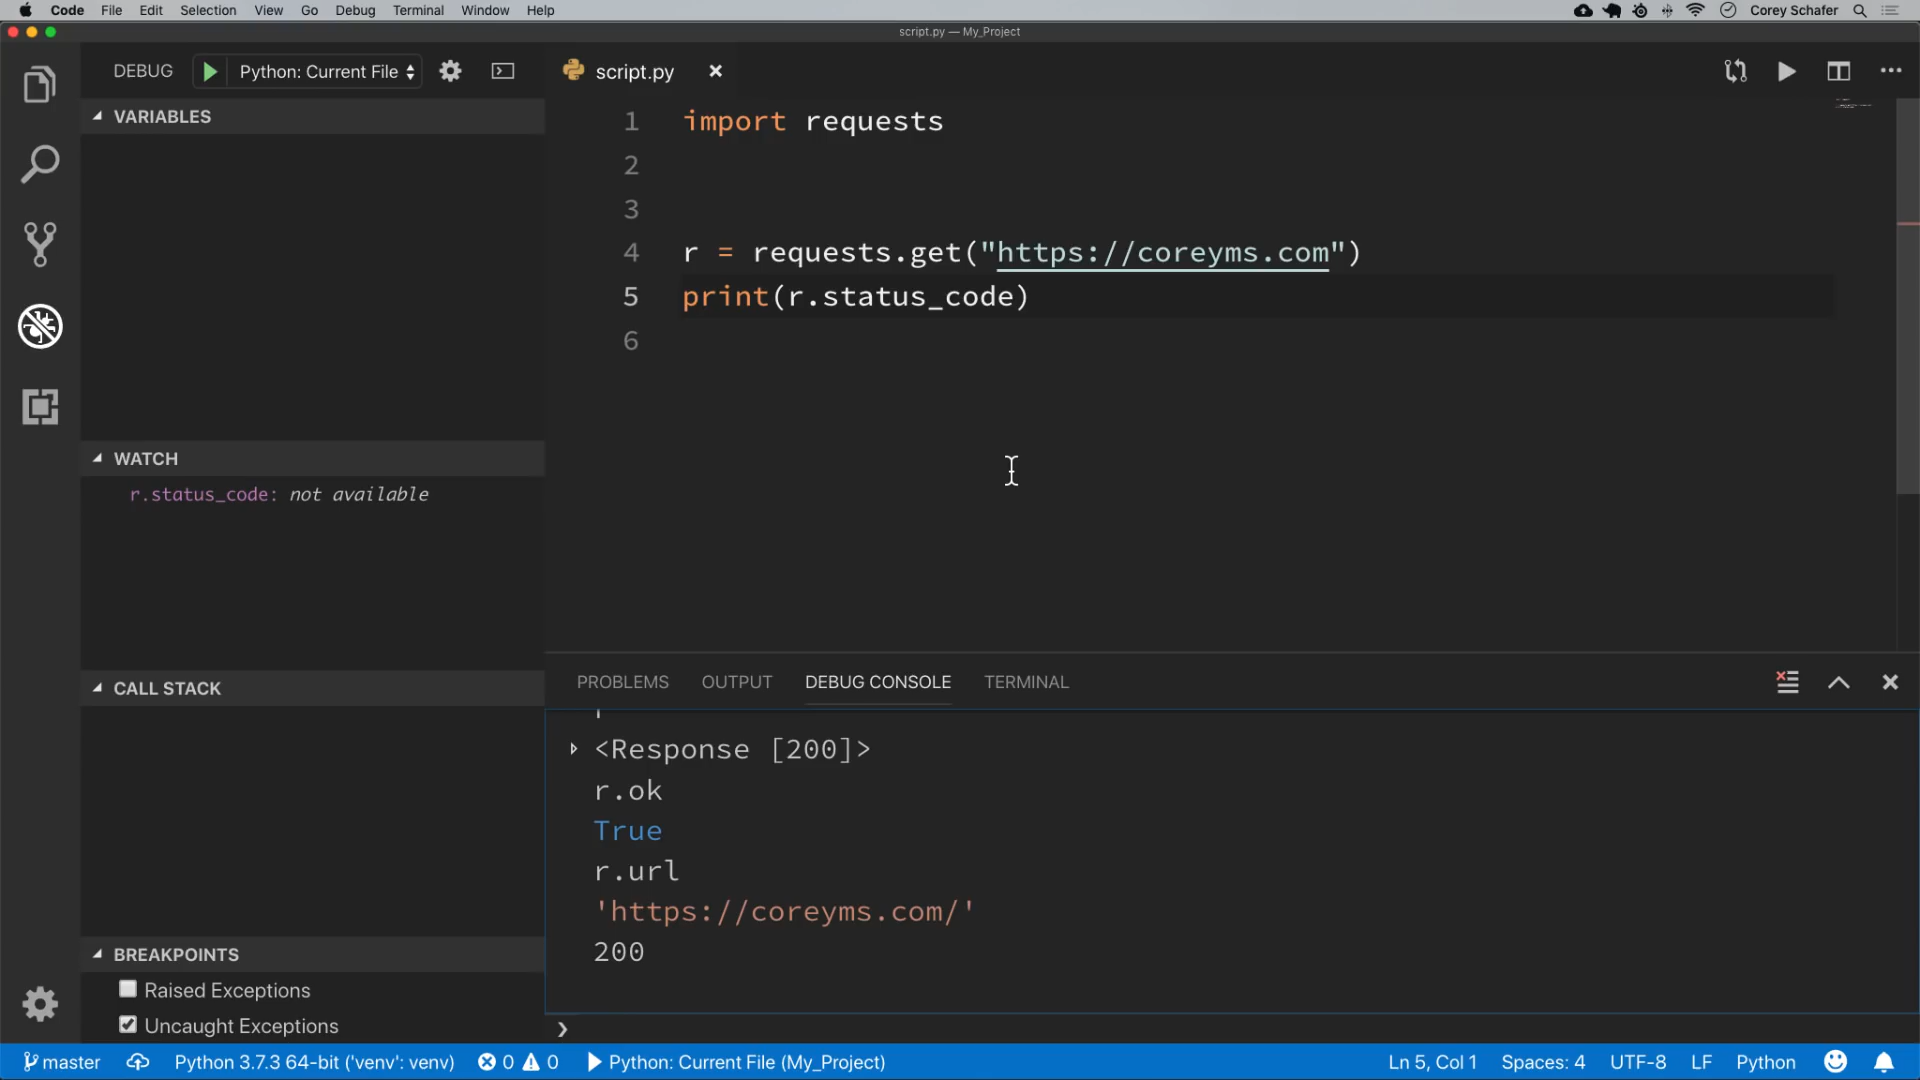 Code File Edit Selection View Go Debug Terminal Window Help Corey Schafer
script.py — My_Project
DEBUG Python: Current File
script.py
VARIABLES
1 import requests
2
3
4 r = requests.get("https://coreyms.com")
5 print(r.status_code)
6
WATCH
r.status_code: not available
CALL STACK
BREAKPOINTS
Raised Exceptions
Uncaught Exceptions
PROBLEMS OUTPUT DEBUG CONSOLE TERMINAL
<Response [200]>
r.ok
True
r.url
'https://coreyms.com/'
200
master Python 3.7.3 64-bit ('venv': venv) 0 0 Python: Current File (My_Project) Ln 5, Col 1 Spaces: 4 UTF-8 LF Python